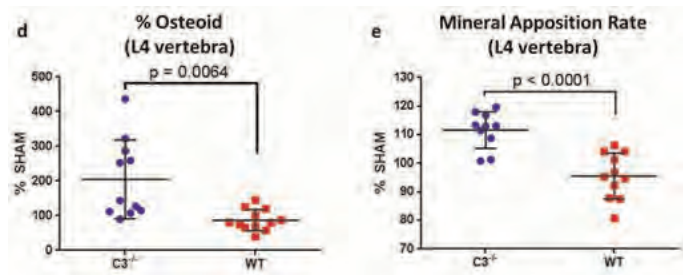 d
% Osteoid
(L4 vertebra)
p = 0.0064
% SHAM
500
400
300
200
100
0
C3⁻/⁻
WT
e
Mineral Apposition Rate
(L4 vertebra)
p < 0.0001
% SHAM
130
120
110
100
90
80
70
C3⁻/⁻
WT